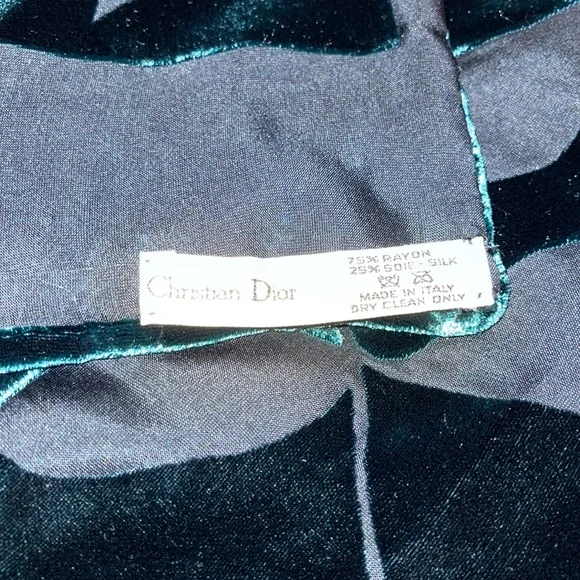 Christian Dior
75% RAYON
25% SOIE - SILK
MADE IN ITALY
DRY CLEAN ONLY